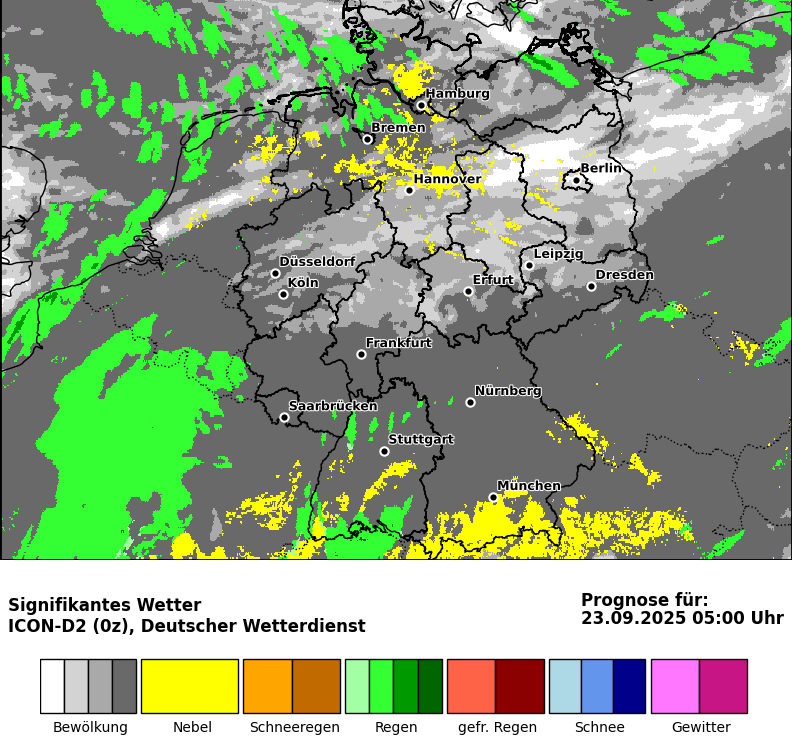 Hamburg
Bremen
Berlin
Hannover
Leipzig
Düsseldorf
Dresden
Köln
Erfurt
Frankfurt
Nürnberg
Saarbrücken
Stuttgart
München
Signifikantes Wetter
ICON-D2 (0z), Deutscher Wetterdienst
Prognose für:
23.09.2025 05:00 Uhr
Bewölkung Nebel Schneeregen Regen gefr. Regen Schnee Gewitter